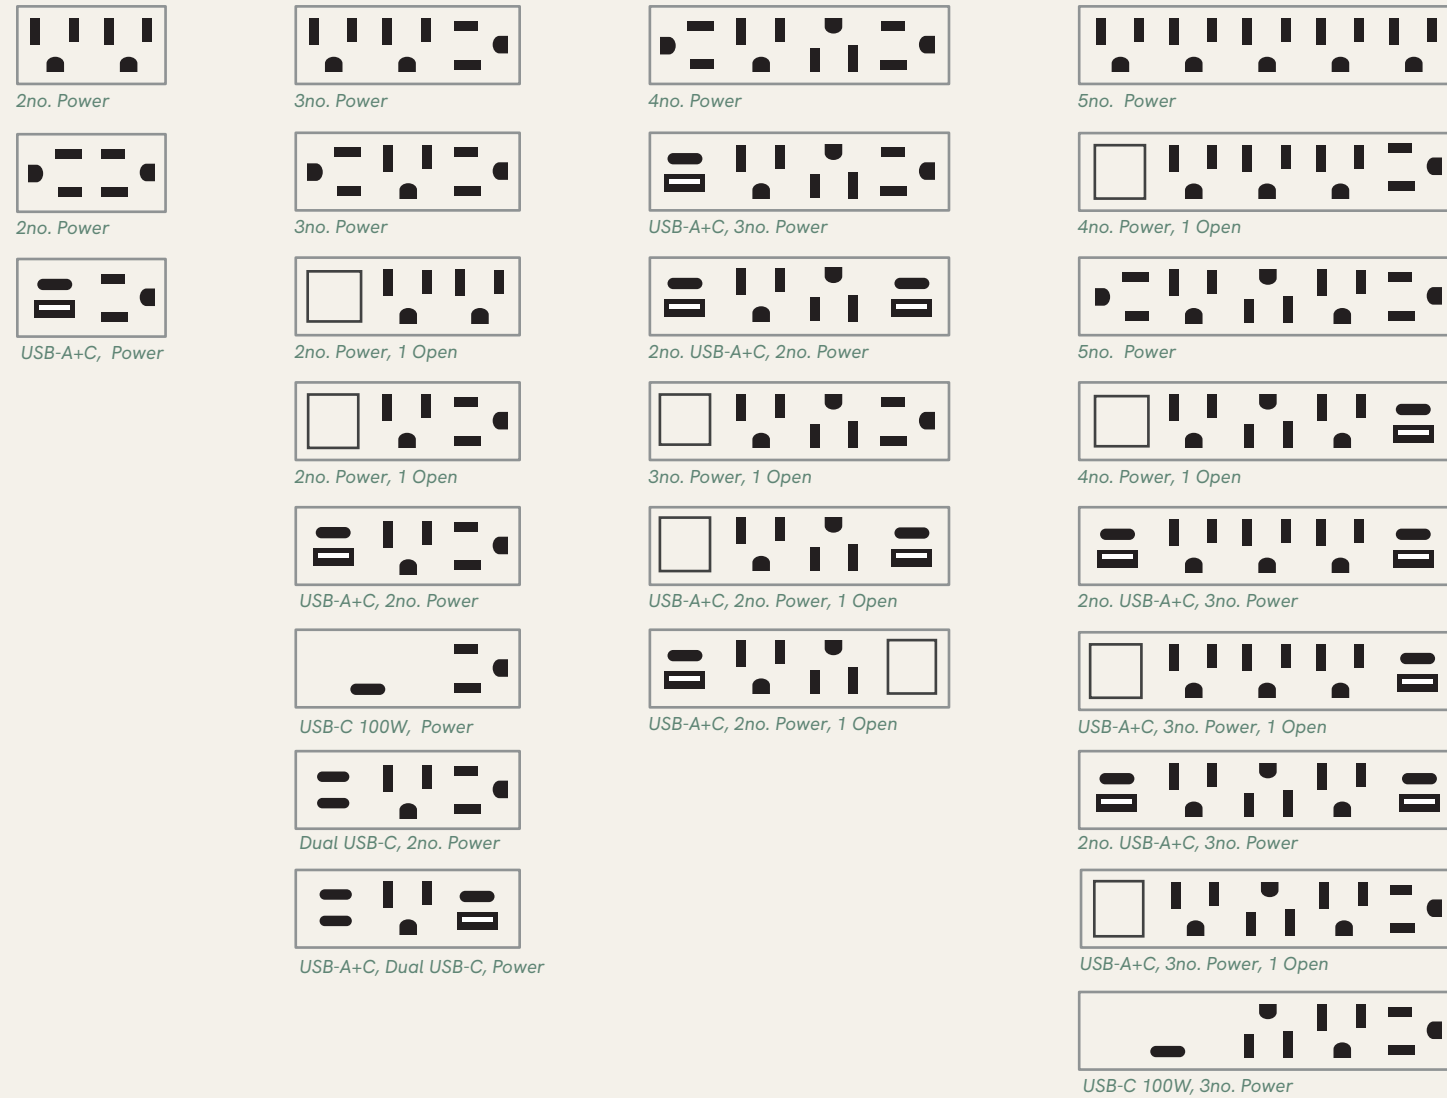 2no. Power
3no. Power
4no. Power
5no. Power
2no. Power
3no. Power
USB-A+C, 3no. Power
4no. Power, 1 Open
USB-A+C, Power
2no. Power, 1 Open
2no. USB-A+C, 2no. Power
5no. Power
2no. Power, 1 Open
3no. Power, 1 Open
4no. Power, 1 Open
USB-A+C, 2no. Power
USB-A+C, 2no. Power, 1 Open
2no. USB-A+C, 3no. Power
USB-C 100W, Power
USB-A+C, 2no. Power, 1 Open
USB-A+C, 3no. Power, 1 Open
Dual USB-C, 2no. Power
2no. USB-A+C, 3no. Power
USB-A+C, Dual USB-C, Power
USB-A+C, 3no. Power, 1 Open
USB-C 100W, 3no. Power